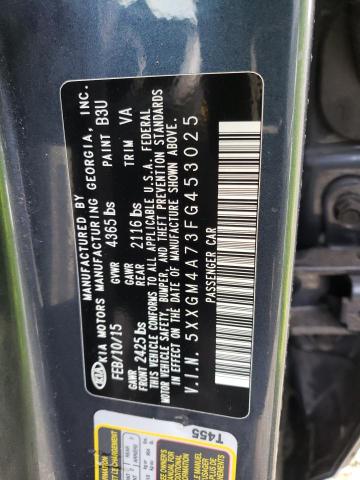 MANUFACTURED BY
KIA KIA MOTORS MANUFACTURING GEORGIA, INC.
FEB/10/15 GVWR 4365 lbs PAINT B3U
GAWR FRONT 2425 lbs GAWR REAR 2116 lbs TRIM VA
THIS VEHICLE CONFORMS TO ALL APPLICABLE U.S.A. FEDERAL
MOTOR VEHICLE SAFETY, BUMPER, AND THEFT PREVENTION STANDARDS
IN EFFECT ON THE DATE OF MANUFACTURE SHOWN ABOVE.
V.I.N. 5XXGM4A73FG453025
PASSENGER CAR
T455